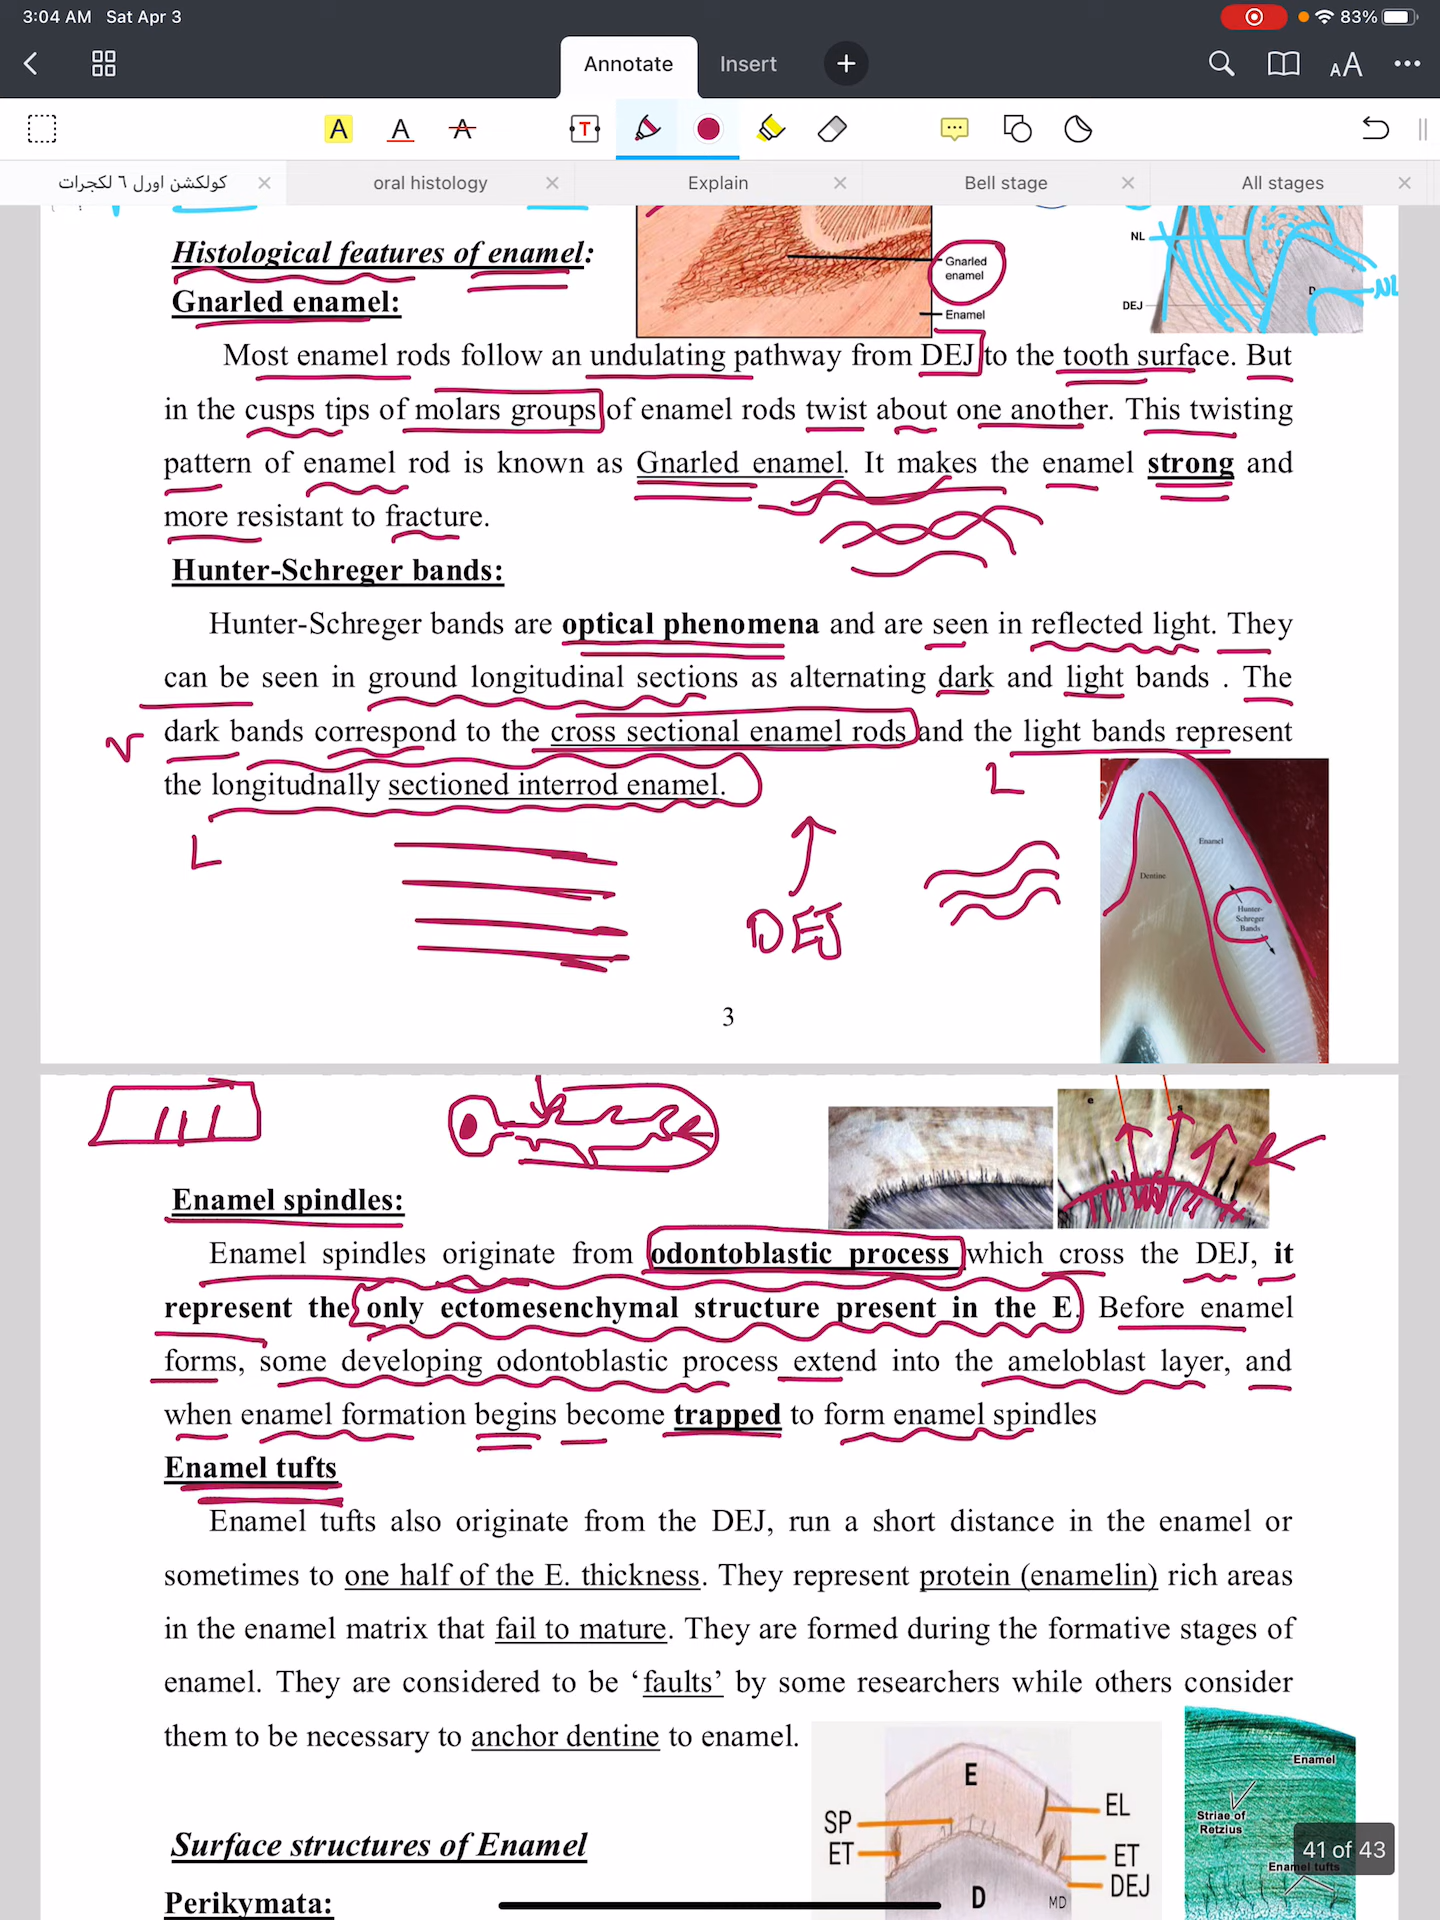 3:04 AM Sat Apr 3
83%
Annotate
Insert
AA
A A A T
كولكشن اورل ٦ لكجرات
oral histology
Explain
Bell stage
All stages
Histological features of enamel:
Gnarled enamel
Enamel
NL
DEJ
D
NL
Gnarled enamel:
Most enamel rods follow an undulating pathway from DEJ to the tooth surface. But
in the cusps tips of molars groups of enamel rods twist about one another. This twisting
pattern of enamel rod is known as Gnarled enamel. It makes the enamel strong and
more resistant to fracture.
Hunter-Schreger bands:
Hunter-Schreger bands are optical phenomena and are seen in reflected light. They
can be seen in ground longitudinal sections as alternating dark and light bands . The
dark bands correspond to the cross sectional enamel rods and the light bands represent
the longitudnally sectioned interrod enamel.
L
L
DEJ
Enamel
Dentine
Hunter-
Schreger
Bands
3
e
s
Enamel spindles:
Enamel spindles originate from odontoblastic process which cross the DEJ, it
represent the only ectomesenchymal structure present in the E. Before enamel
forms, some developing odontoblastic process extend into the ameloblast layer, and
when enamel formation begins become trapped to form enamel spindles
Enamel tufts
Enamel tufts also originate from the DEJ, run a short distance in the enamel or
sometimes to one half of the E. thickness. They represent protein (enamelin) rich areas
in the enamel matrix that fail to mature. They are formed during the formative stages of
enamel. They are considered to be ‘faults’ by some researchers while others consider
them to be necessary to anchor dentine to enamel.
E
SP
ET
EL
ET
DEJ
D
MD
Enamel
Striae of
Retzius
Enamel tufts
41 of 43
Surface structures of Enamel
Perikymata: